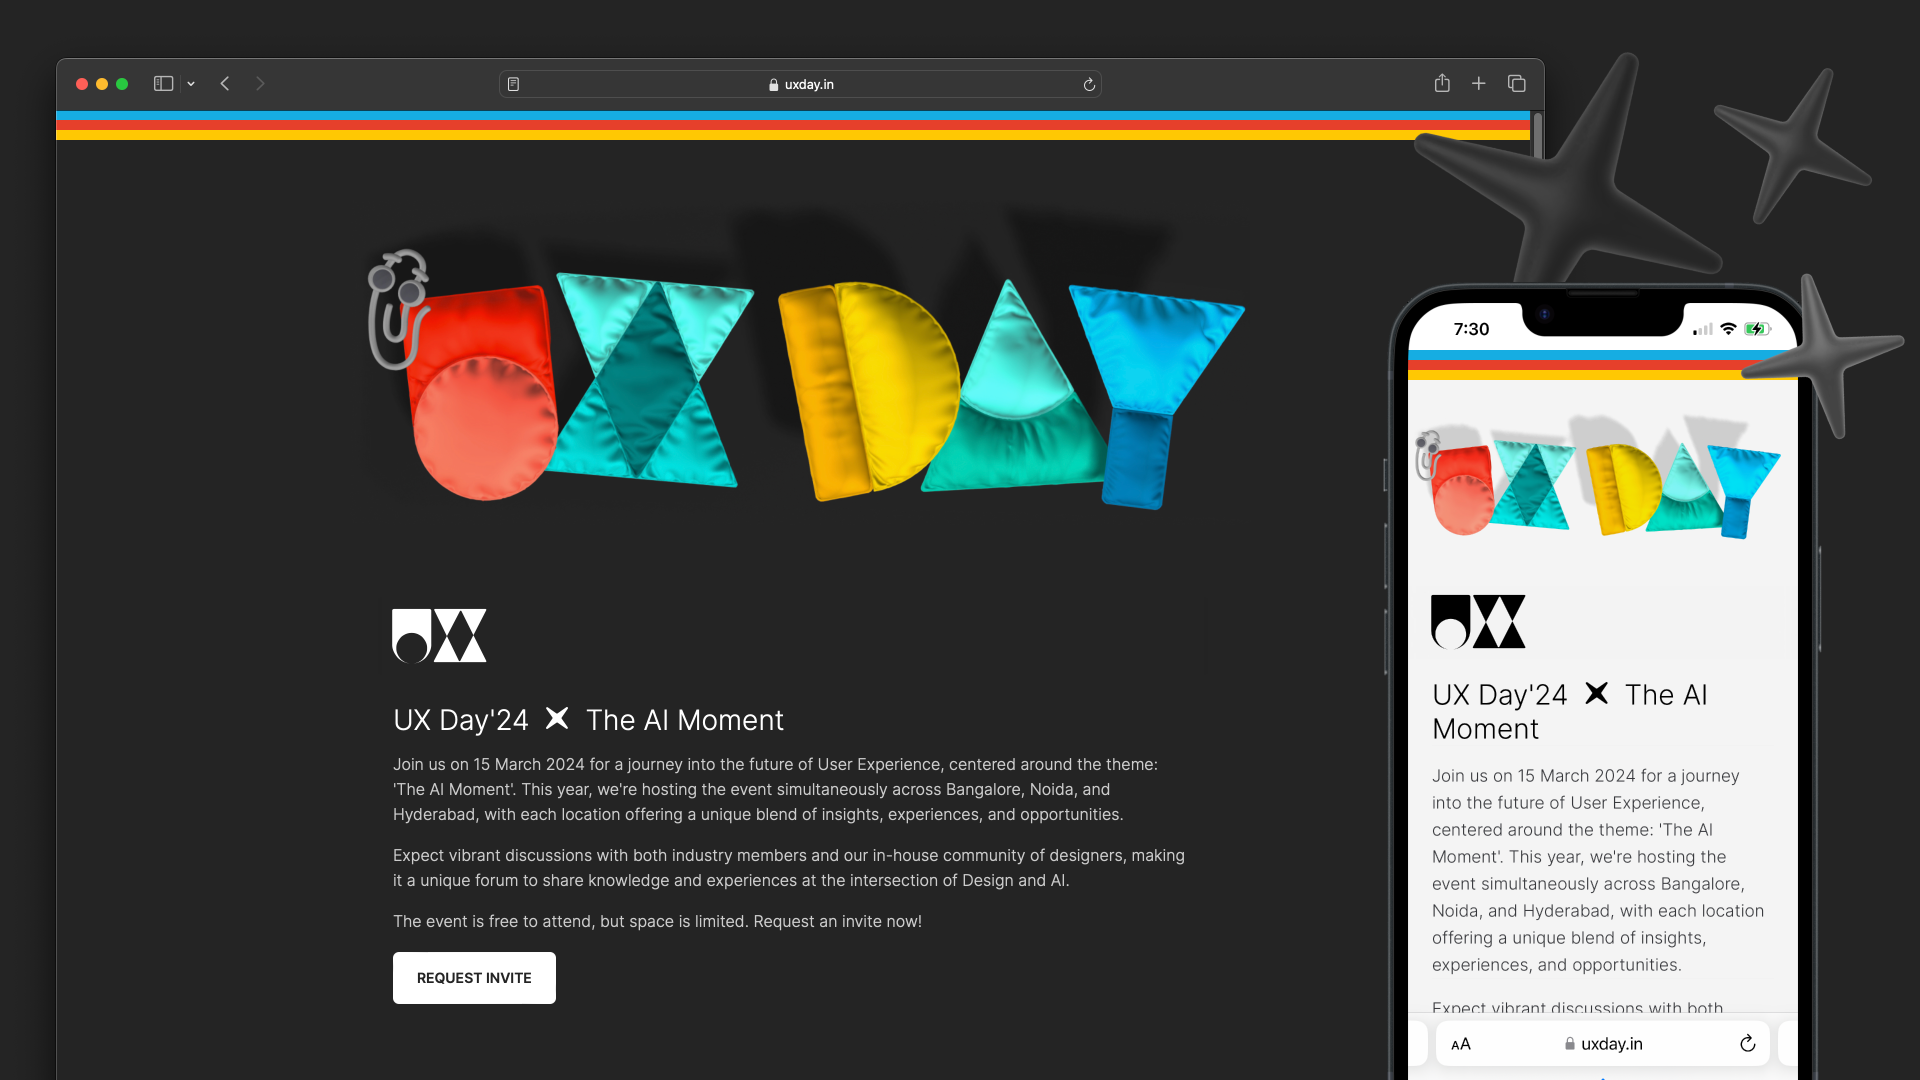 uxday.in
UX DAY
UX
UX Day'24 The AI Moment
Join us on 15 March 2024 for a journey into the future of User Experience, centered around the theme:
'The AI Moment'. This year, we're hosting the event simultaneously across Bangalore, Noida, and
Hyderabad, with each location offering a unique blend of insights, experiences, and opportunities.
Expect vibrant discussions with both industry members and our in-house community of designers, making
it a unique forum to share knowledge and experiences at the intersection of Design and AI.
The event is free to attend, but space is limited. Request an invite now!
REQUEST INVITE
7:30
UX DAY
UX
UX Day'24 The AI
Moment
Join us on 15 March 2024 for a journey
into the future of User Experience,
centered around the theme: 'The AI
Moment'. This year, we're hosting the
event simultaneously across Bangalore,
Noida, and Hyderabad, with each location
offering a unique blend of insights,
experiences, and opportunities.
Expect vibrant discussions with both
AA uxday.in